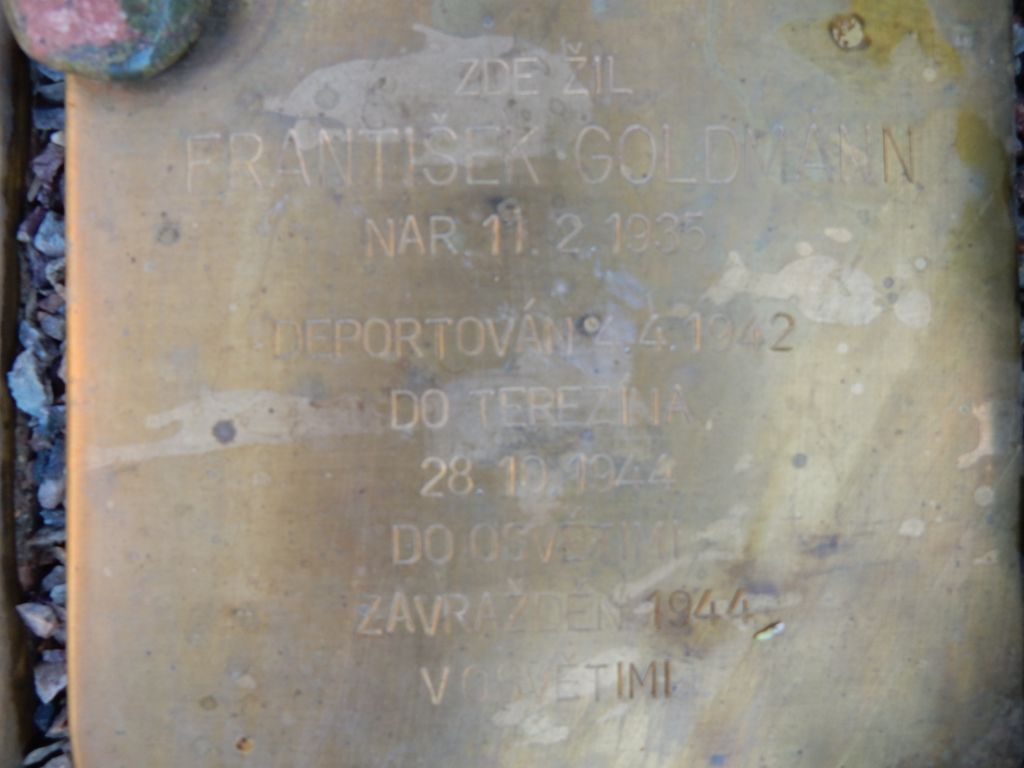 ZDE ŽIL
FRANTIŠEK GOLDMANN
NAR. 11. 2. 1935
DEPORTOVÁN 4. 4. 1942
DO TEREZÍNA
28. 10. 1944
DO OSVĚTIMI
ZAVRAŽDĚN 1944
V OSVĚTIMI